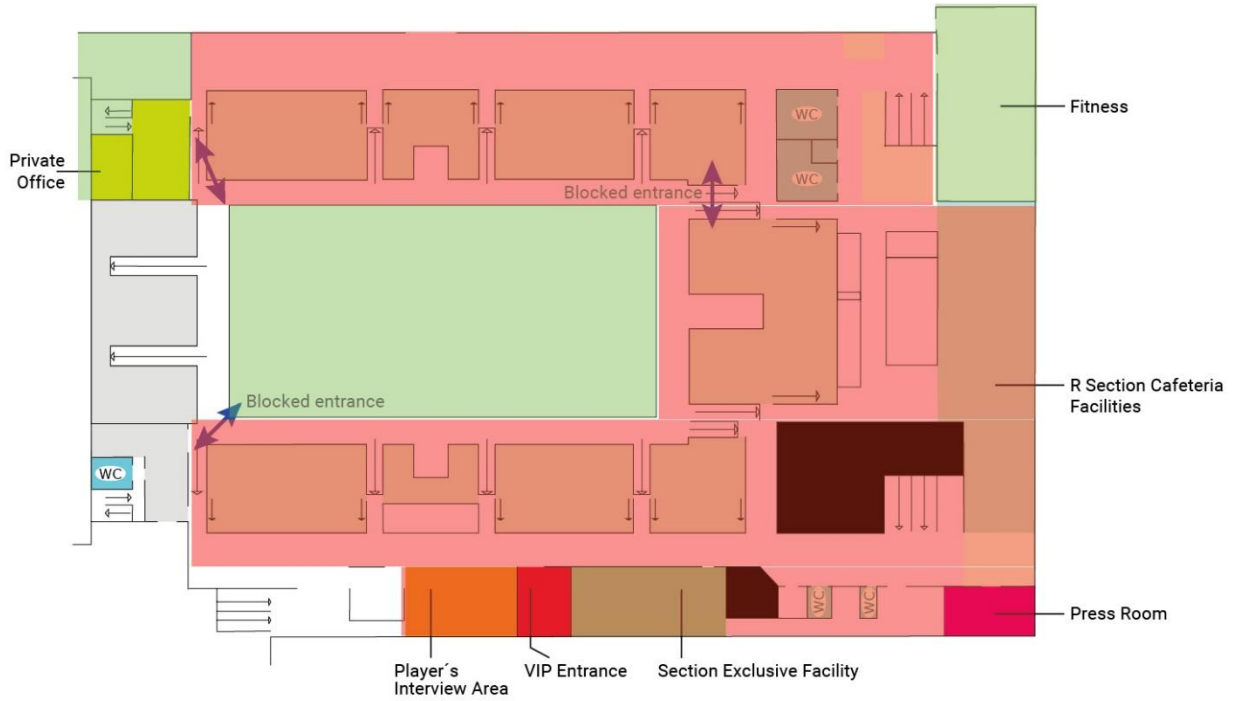 WC
Fitness
Private
Office
WC
Blocked entrance
R Section Cafeteria
Facilities
Blocked entrance
WC
WC
WC
Press Room
Player´s
Interview Area
VIP Entrance
Section Exclusive Facility